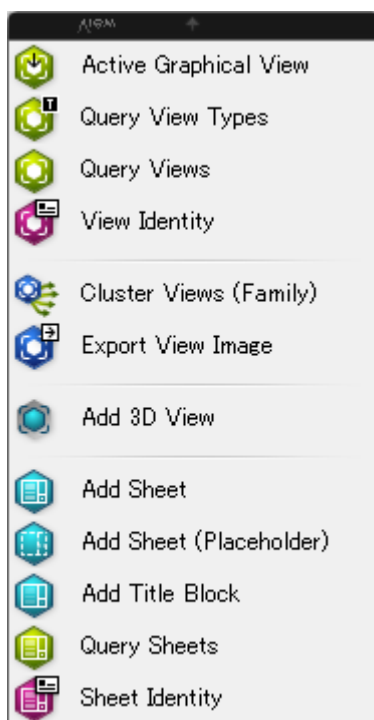 View
Active Graphical View
T
Query View Types
Query Views
View Identity
Cluster Views (Family)
Export View Image
Add 3D View
Add Sheet
Add Sheet (Placeholder)
Add Title Block
Query Sheets
Sheet Identity